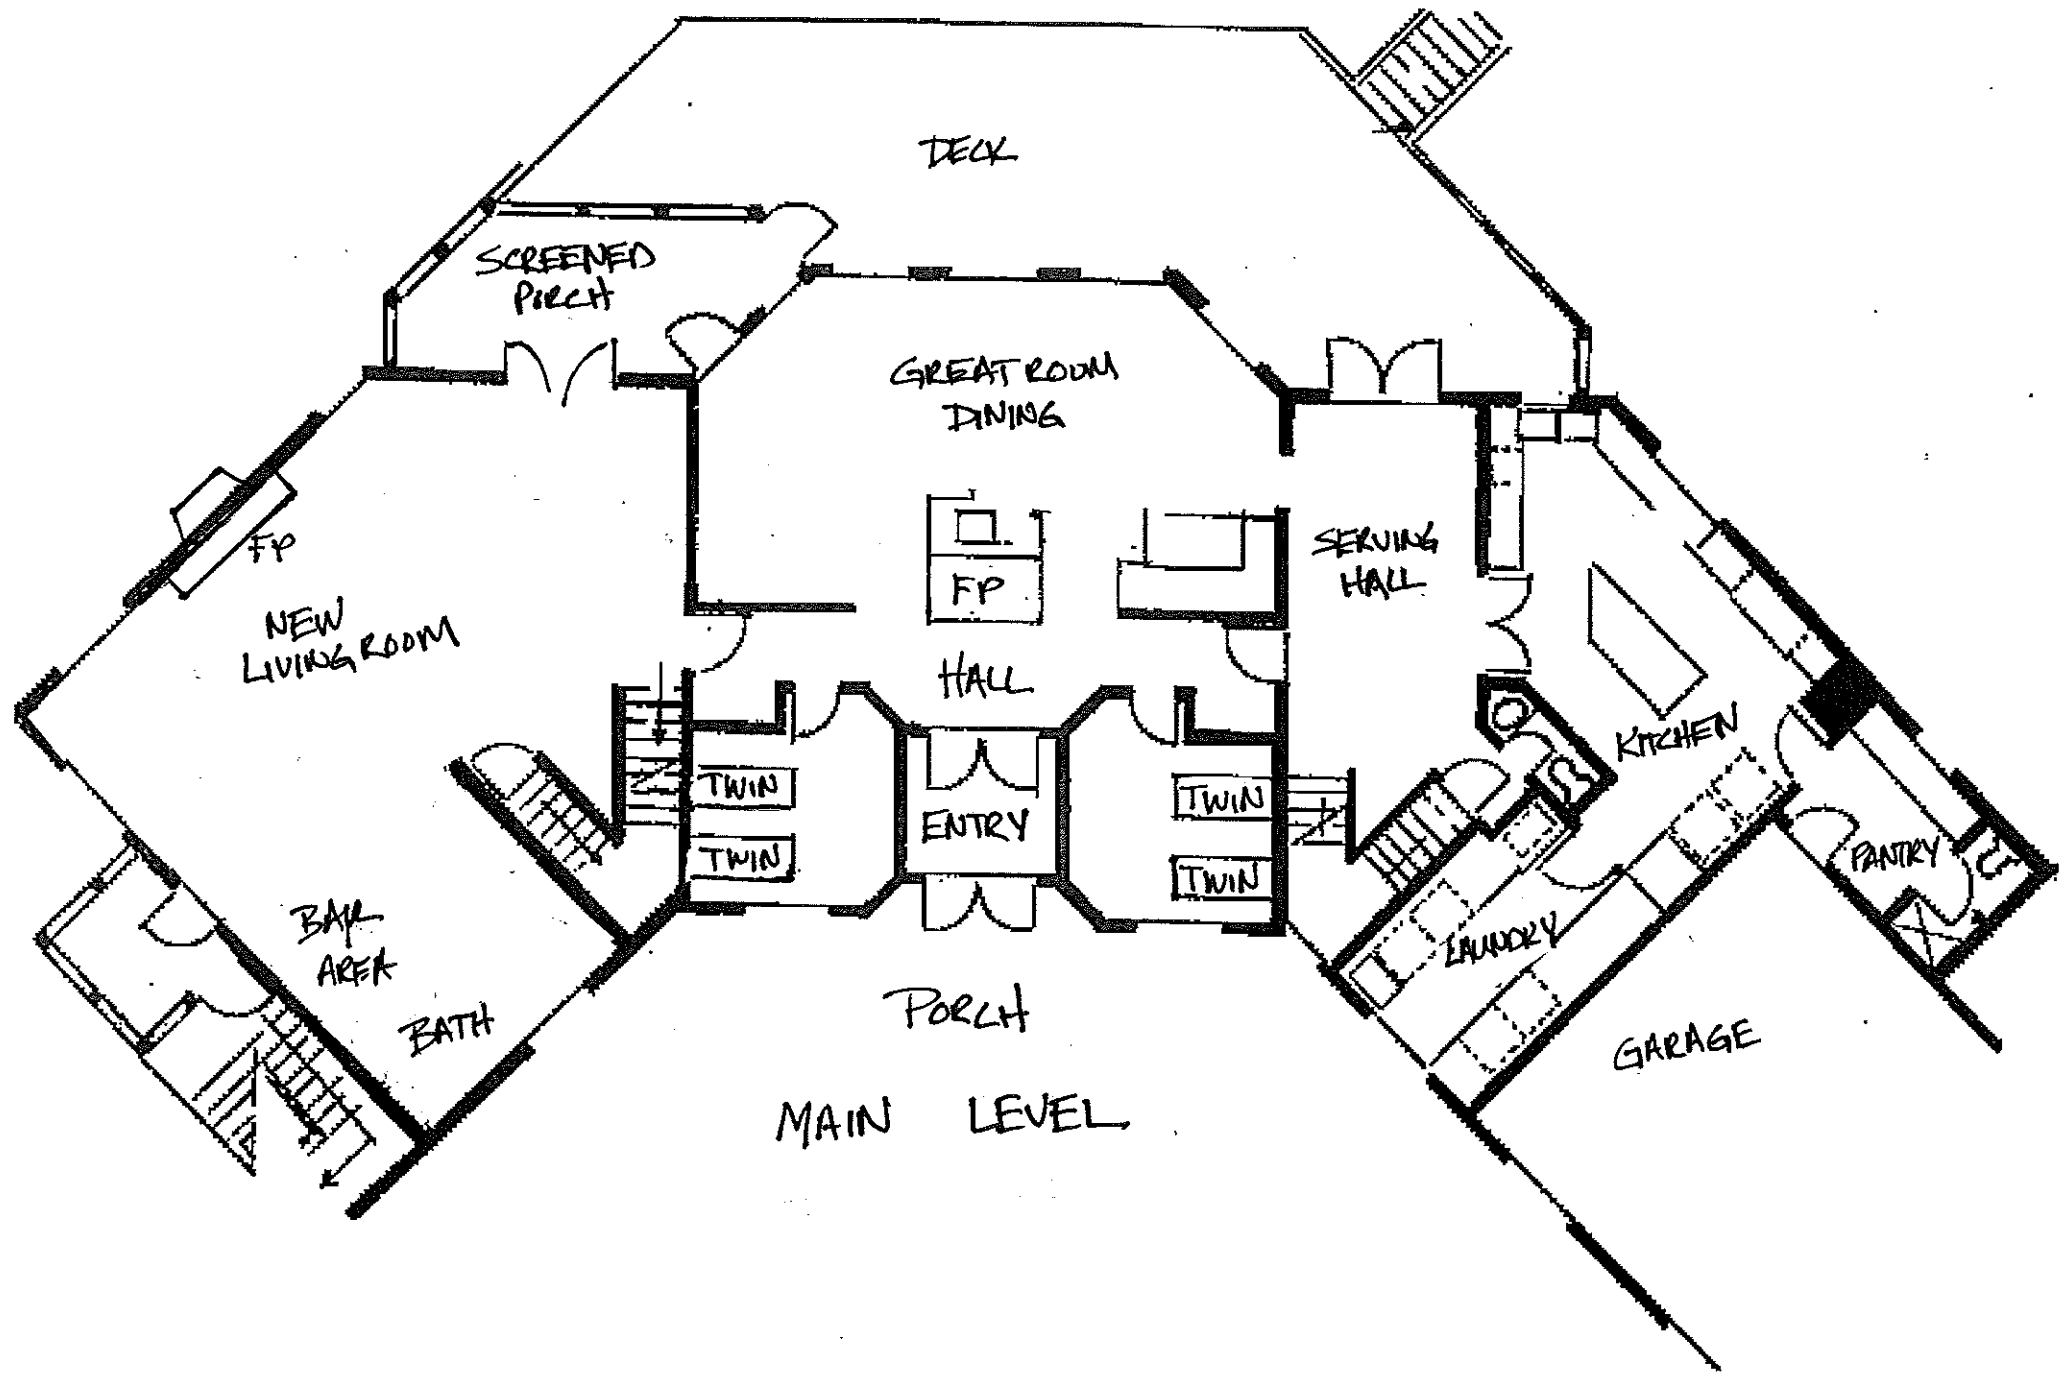 DECK
SCREENED
PORCH
GREAT ROOM
DINING
FP
NEW
LIVING ROOM
FP
SERVING
HALL
HALL
KITCHEN
TWIN
TWIN
ENTRY
TWIN
TWIN
PANTRY
BAR
AREA
BATH
LAUNDRY
PORCH
GARAGE
MAIN LEVEL